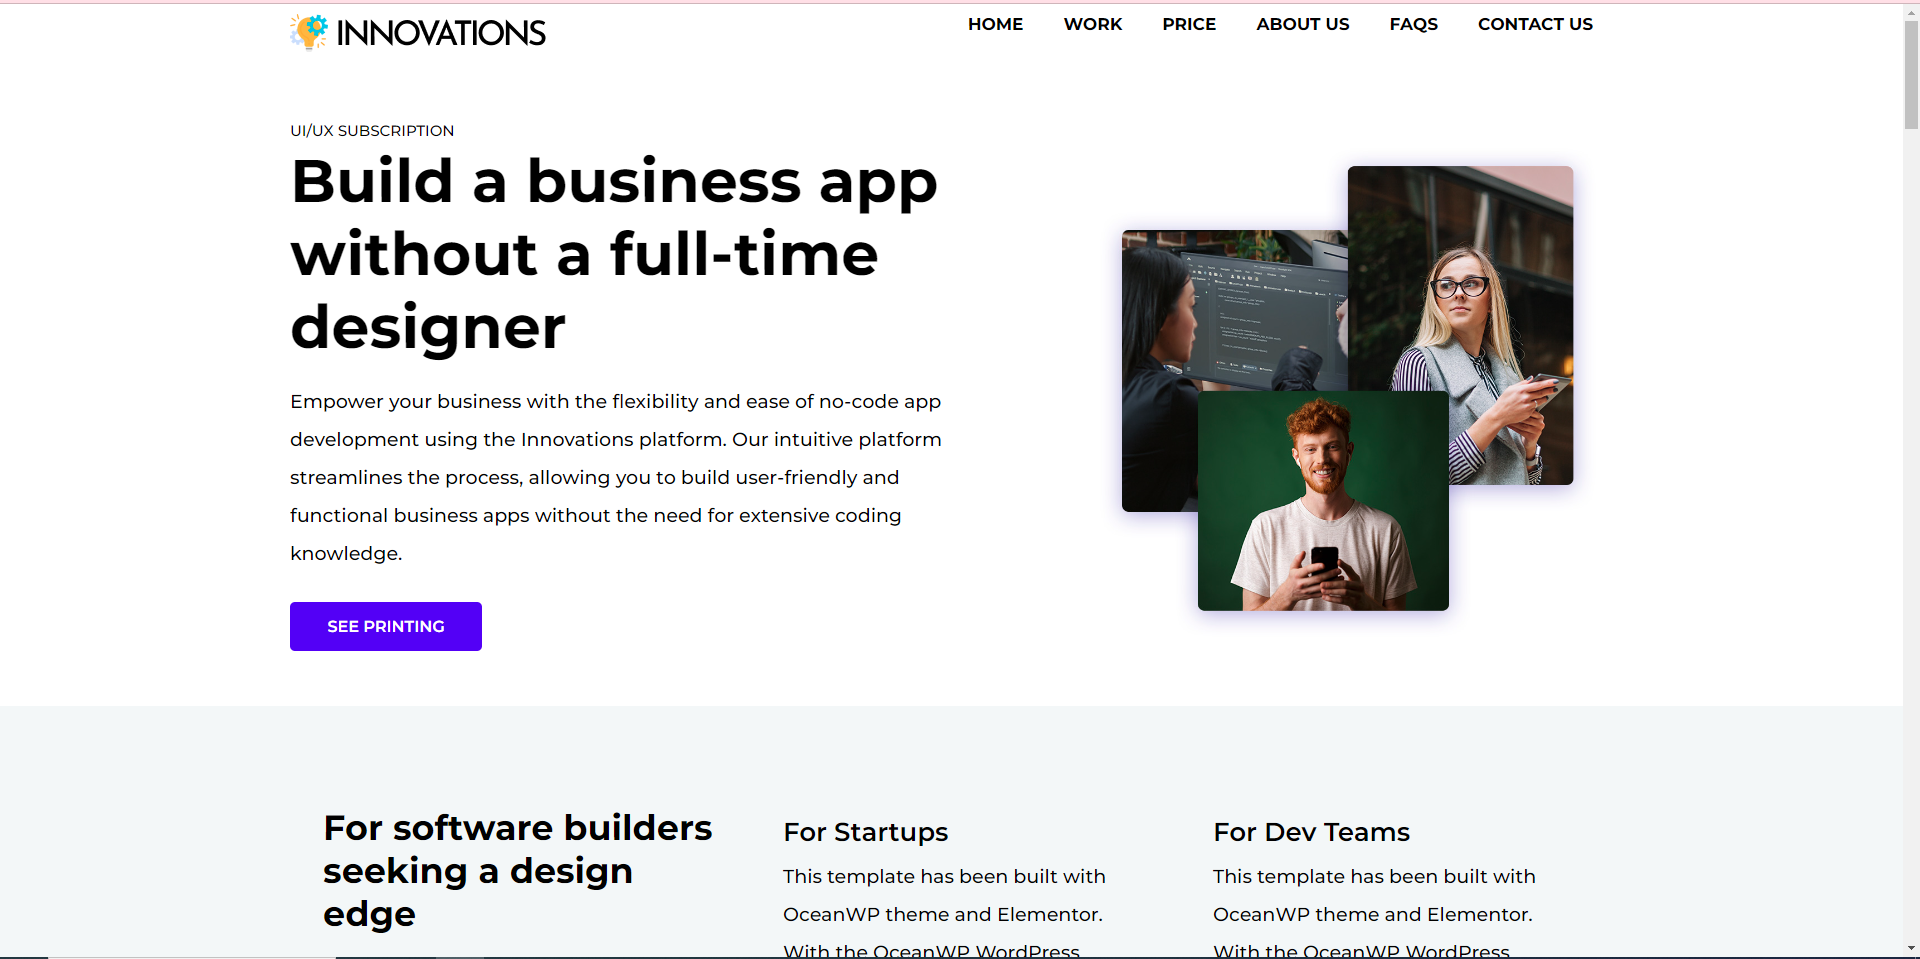 INNOVATIONS
HOME WORK PRICE ABOUT US FAQS CONTACT US
UI/UX SUBSCRIPTION
Build a business app
without a full-time
designer
Empower your business with the flexibility and ease of no-code app
development using the Innovations platform. Our intuitive platform
streamlines the process, allowing you to build user-friendly and
functional business apps without the need for extensive coding
knowledge.
SEE PRINTING
For software builders
seeking a design
edge
For Startups
This template has been built with
OceanWP theme and Elementor.
With the OceanWP WordPress
For Dev Teams
This template has been built with
OceanWP theme and Elementor.
With the OceanWP WordPress